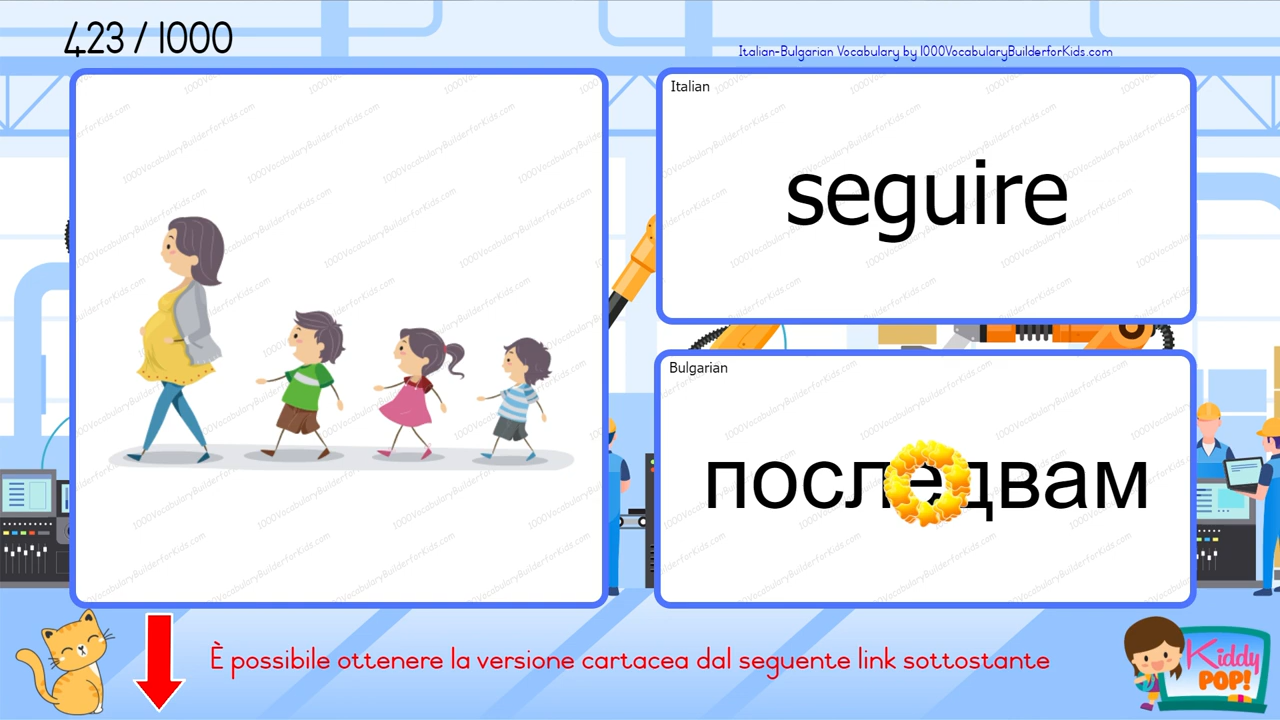 423 / 1000
Italian-Bulgarian Vocabulary by 1000VocabularyBuilderforKids.com
Italian
seguire
Bulgarian
последвам
È possibile ottenere la versione cartacea dal seguente link sottostante
Kiddy
POP!